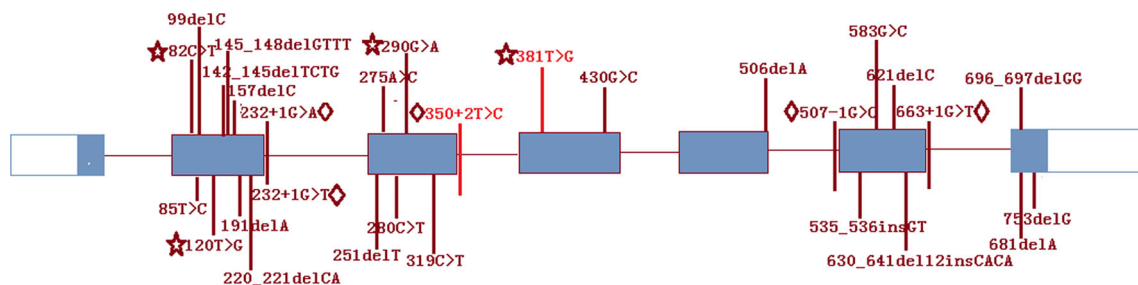 99delC
82C>T
145_148delGTTT
142_145delTCTG
157delC
232+1G>A
290G>A
275A>C
350+2T>C
381T>G
430G>C
506delA
507-1G>C
583G>C
621delC
663+1G>T
696_697delGG
85T>C
120T>G
191delA
220_221delCA
232+1G>T
251delT
280C>T
319C>T
535_536insGT
630_641del12insCACA
753delG
681delA